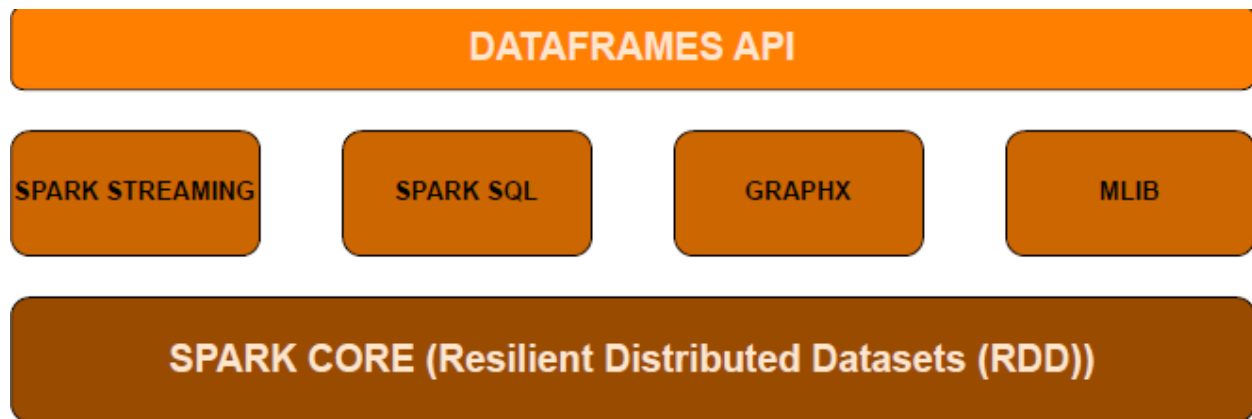 DATAFRAMES API
SPARK STREAMING
SPARK SQL
GRAPHX
MLIB
SPARK CORE (Resilient Distributed Datasets (RDD))